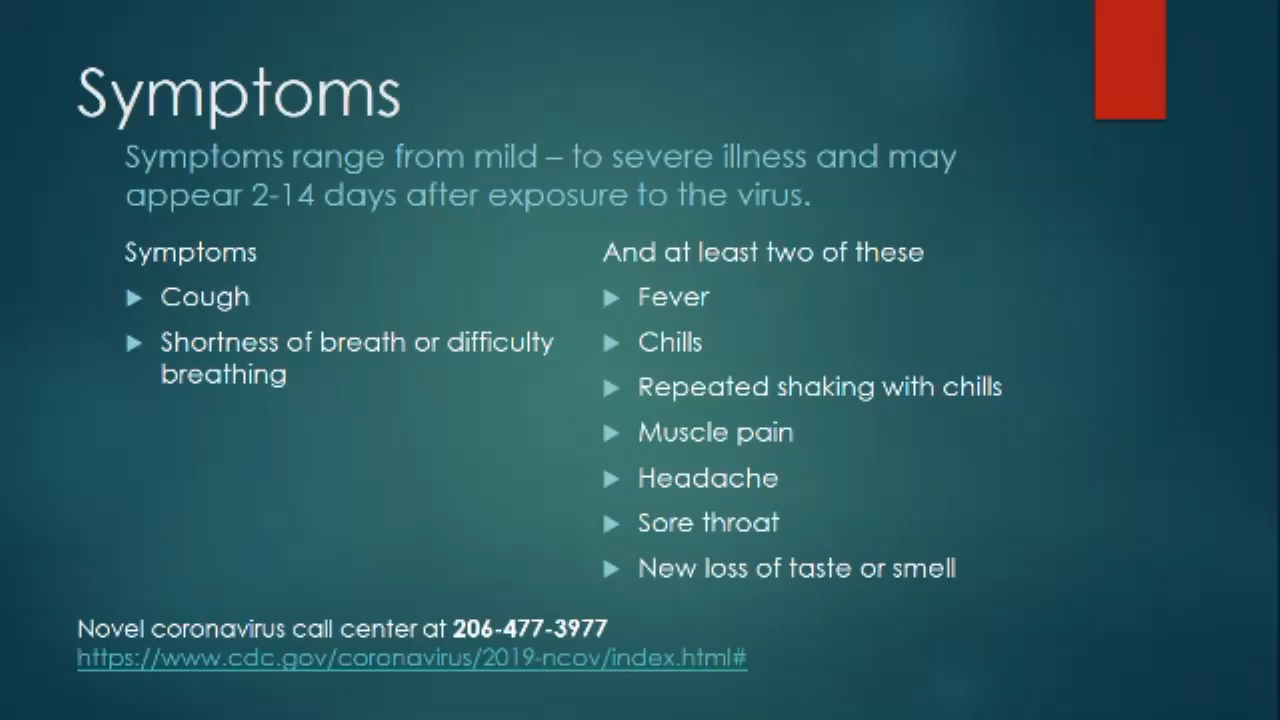 Symptoms
Symptoms range from mild – to severe illness and may
appear 2-14 days after exposure to the virus.
Symptoms
Cough
Shortness of breath or difficulty
breathing
And at least two of these
Fever
Chills
Repeated shaking with chills
Muscle pain
Headache
Sore throat
New loss of taste or smell
Novel coronavirus call center at 206-477-3977
https://www.cdc.gov/coronavirus/2019-ncov/index.html#